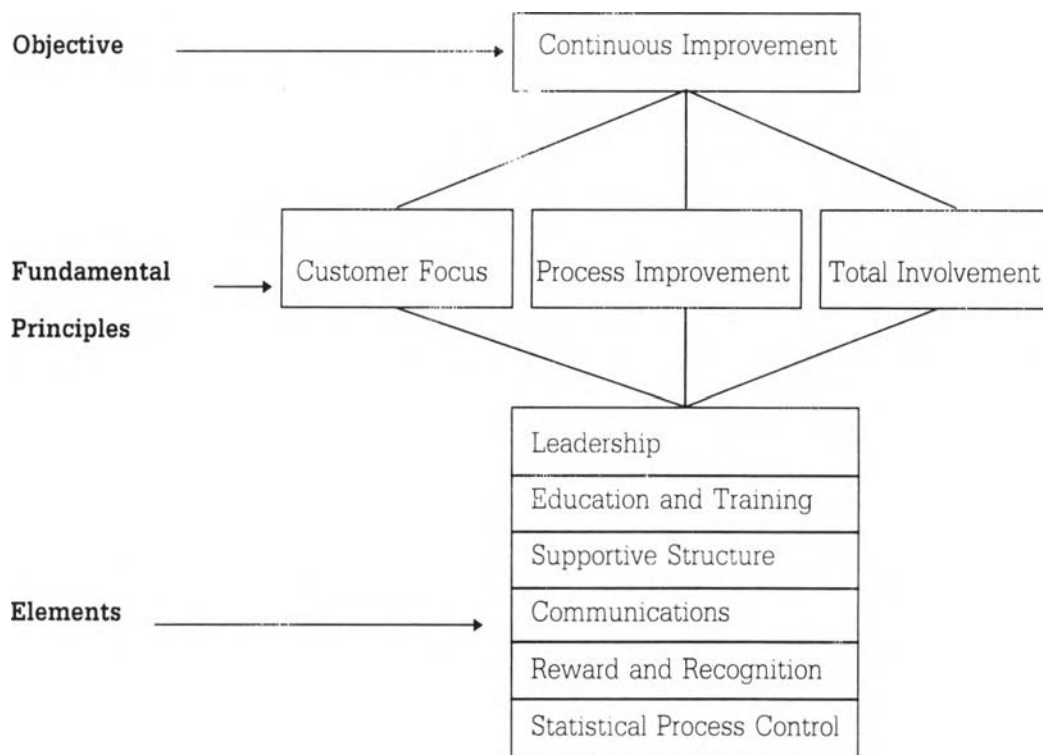 Objective
Continuous Improvement
Customer Focus
Process Improvement
Total Involvement
Fundamental
Principles
Leadership
Education and Training
Supportive Structure
Elements
Communications
Reward and Recognition
Statistical Process Control